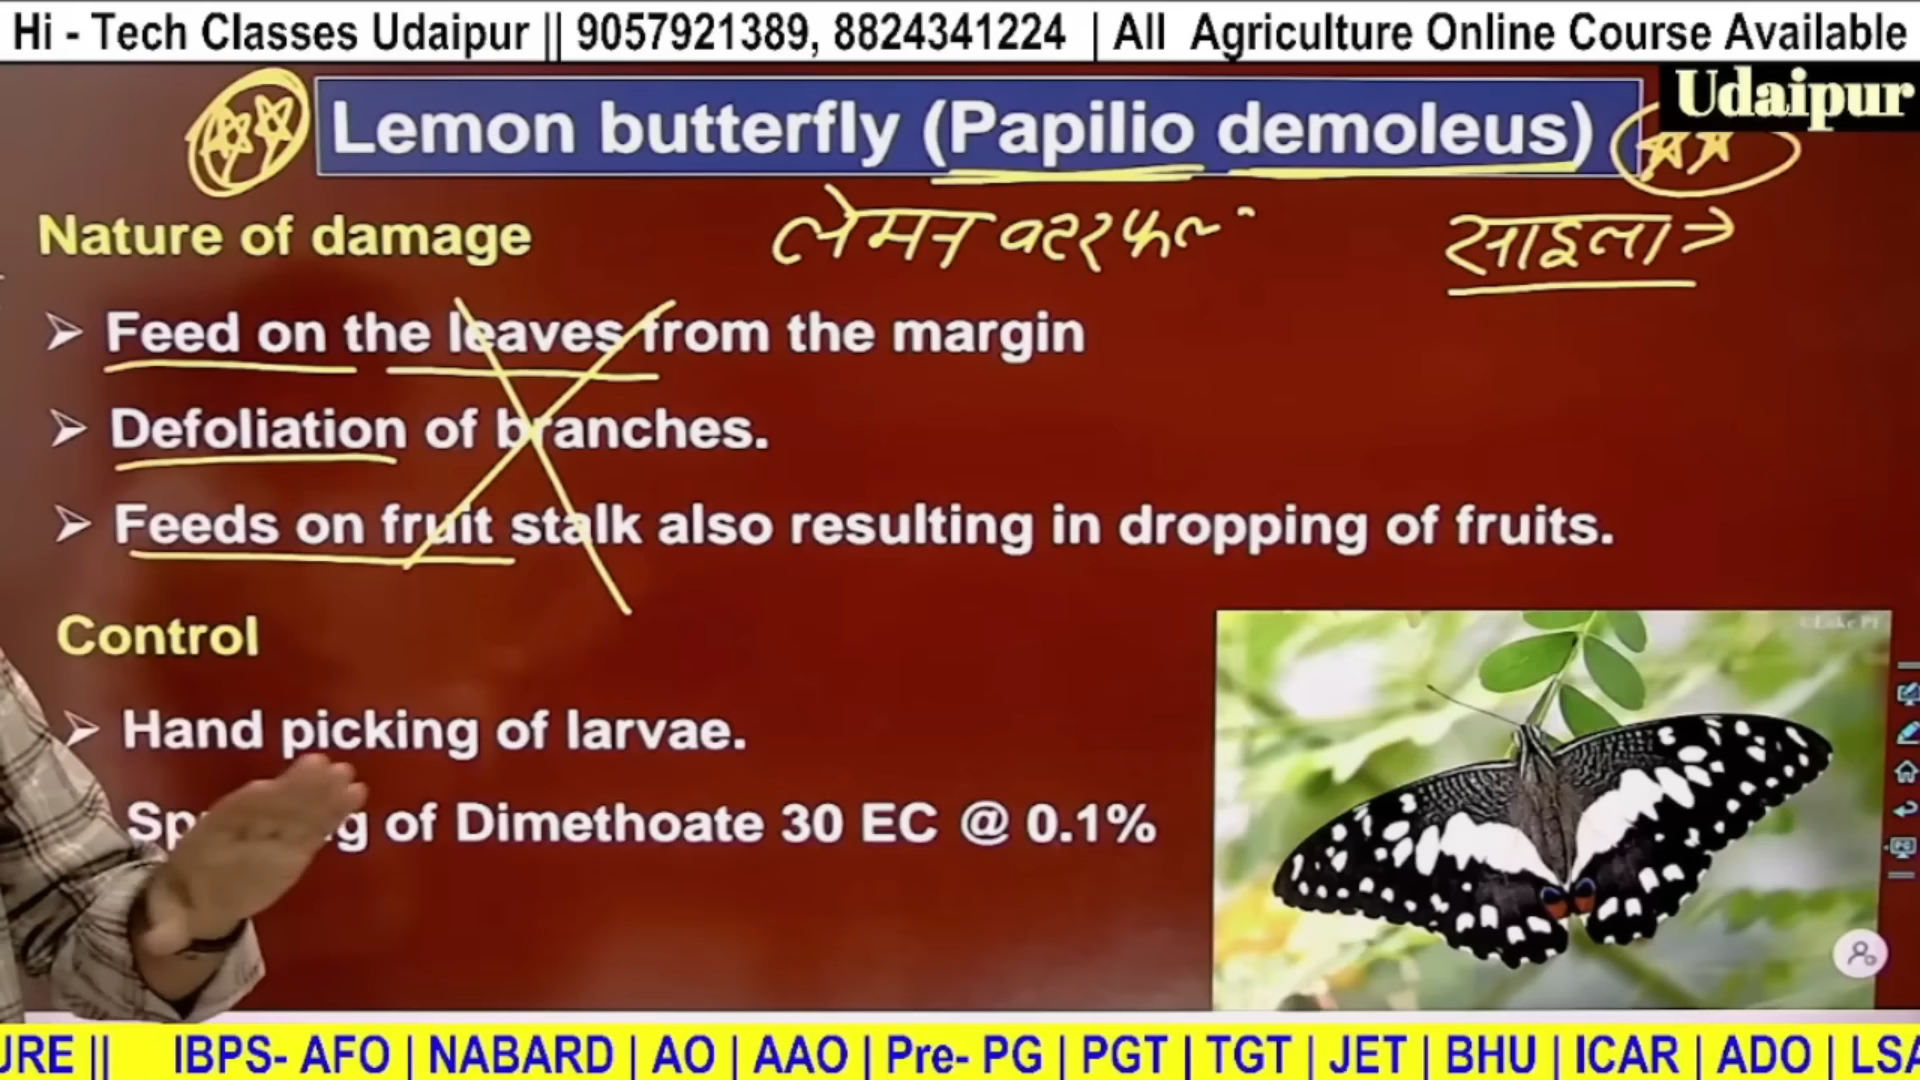 Hi - Tech Classes Udaipur || 9057921389, 8824341224 | All Agriculture Online Course Available
Udaipur
Lemon butterfly (Papilio demoleus)
लेमन बटरफल
साइला →
Nature of damage
➢ Feed on the leaves from the margin
➢ Defoliation of branches.
➢ Feeds on fruit stalk also resulting in dropping of fruits.
Control
➢ Hand picking of larvae.
of Dimethoate 30 EC @ 0.1%
URE || IBPS- AFO | NABARD | AO | AAO | Pre- PG | PGT | TGT | JET | BHU | ICAR | ADO | LSA